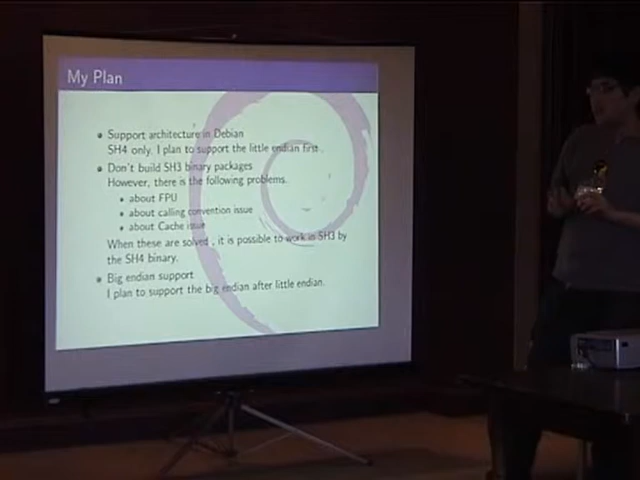 My Plan
Support architecture in Debian
SH4 only. I plan to support the little endian first.
Don't build SH3 binary packages
However, there is the following problems.
about FPU
about calling convention issue
about Cache issue
When these are solved , it is possible to work in SH3 by
the SH4 binary.
Big endian support
I plan to support the big endian after little endian.